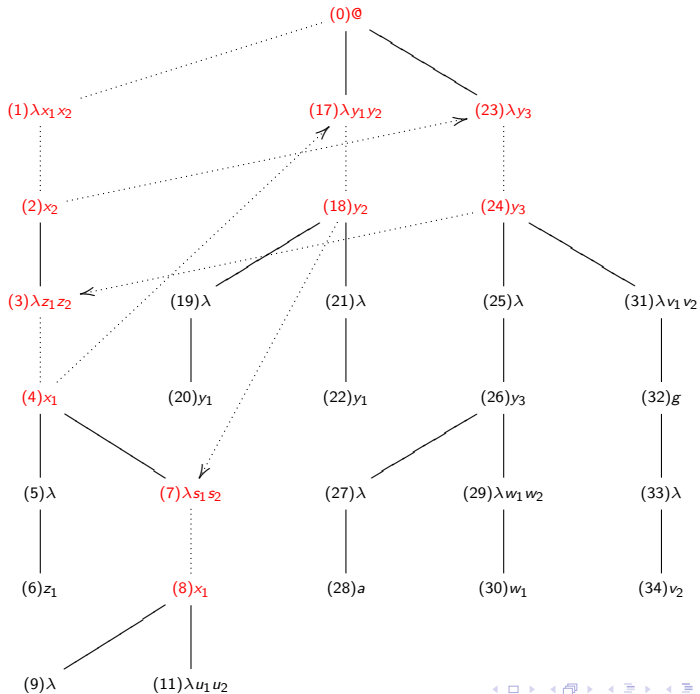 (0)@
(1)λx₁x₂ (17)λy₁y₂ (23)λy₃
(2)x₂ (18)y₂ (24)y₃
(3)λz₁z₂ (19)λ (21)λ (25)λ (31)λv₁v₂
(4)x₁ (20)y₁ (22)y₁ (26)y₃ (32)g
(5)λ (7)λs₁s₂ (27)λ (29)λw₁w₂ (33)λ
(6)z₁ (8)x₁ (28)a (30)w₁ (34)v₂
(9)λ (11)λu₁u₂